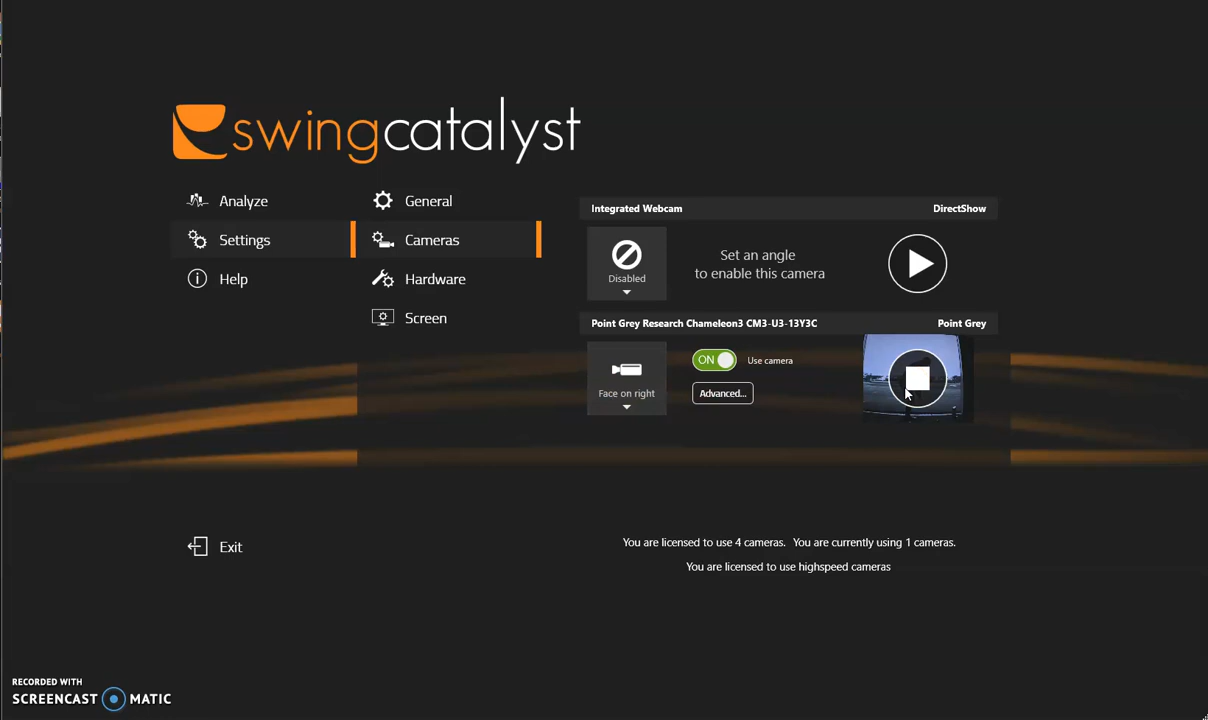 swingcatalyst
Analyze
Settings
Help
General
Cameras
Hardware
Screen
Integrated Webcam
DirectShow
Disabled
Set an angle
to enable this camera
Point Grey Research Chameleon3 CM3-U3-13Y3C
Point Grey
Face on right
ON
Use camera
Advanced...
Exit
You are licensed to use 4 cameras. You are currently using 1 cameras.
You are licensed to use highspeed cameras
RECORDED WITH
SCREENCAST MATIC